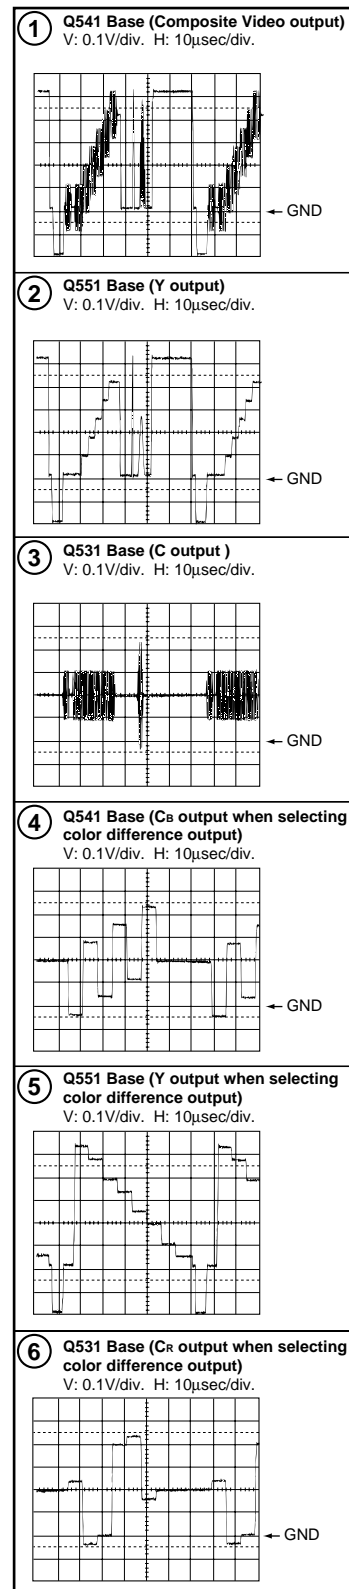 1 Q541 Base (Composite Video output)
V: 0.1V/div. H: 10μsec/div.
← GND
2 Q551 Base (Y output)
V: 0.1V/div. H: 10μsec/div.
← GND
3 Q531 Base (C output )
V: 0.1V/div. H: 10μsec/div.
← GND
4 Q541 Base (CB output when selecting
color difference output)
V: 0.1V/div. H: 10μsec/div.
← GND
5 Q551 Base (Y output when selecting
color difference output)
V: 0.1V/div. H: 10μsec/div.
6 Q531 Base (CR output when selecting
color difference output)
V: 0.1V/div. H: 10μsec/div.
← GND